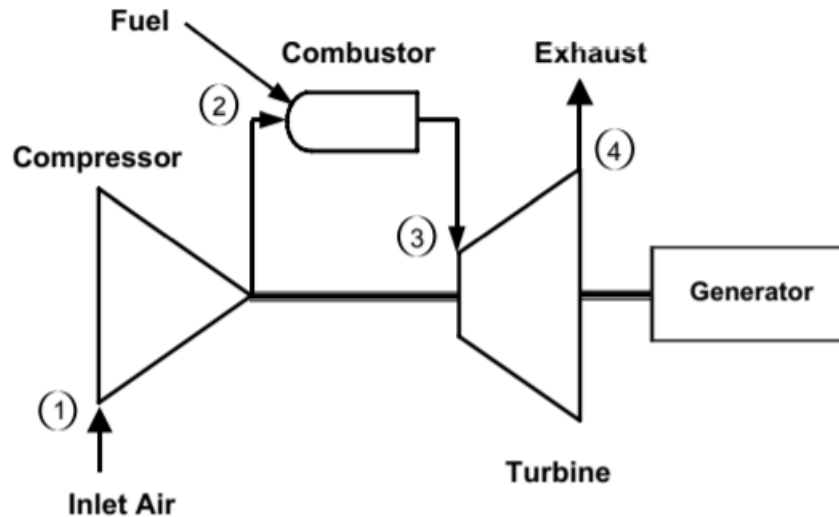 Fuel
Combustor
Exhaust
2
4
Compressor
3
Generator
1
Turbine
Inlet Air